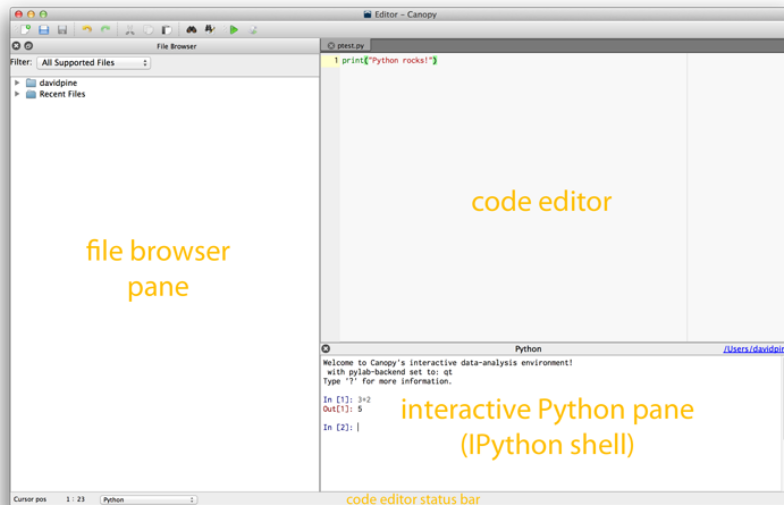 Editor – Canopy
File Browser
Filter: All Supported Files
davidpine
Recent Files
file browser
pane
ptest.py
1 print("Python rocks!")
code editor
Python
/Users/davidpin
Welcome to Canopy's interactive data-analysis environment!
with pylab-backend set to: qt
Type '?' for more information.
In [1]: 3+2
Out[1]: 5
In [2]:
interactive Python pane
(IPython shell)
Cursor pos 1 : 23 Python
code editor status bar